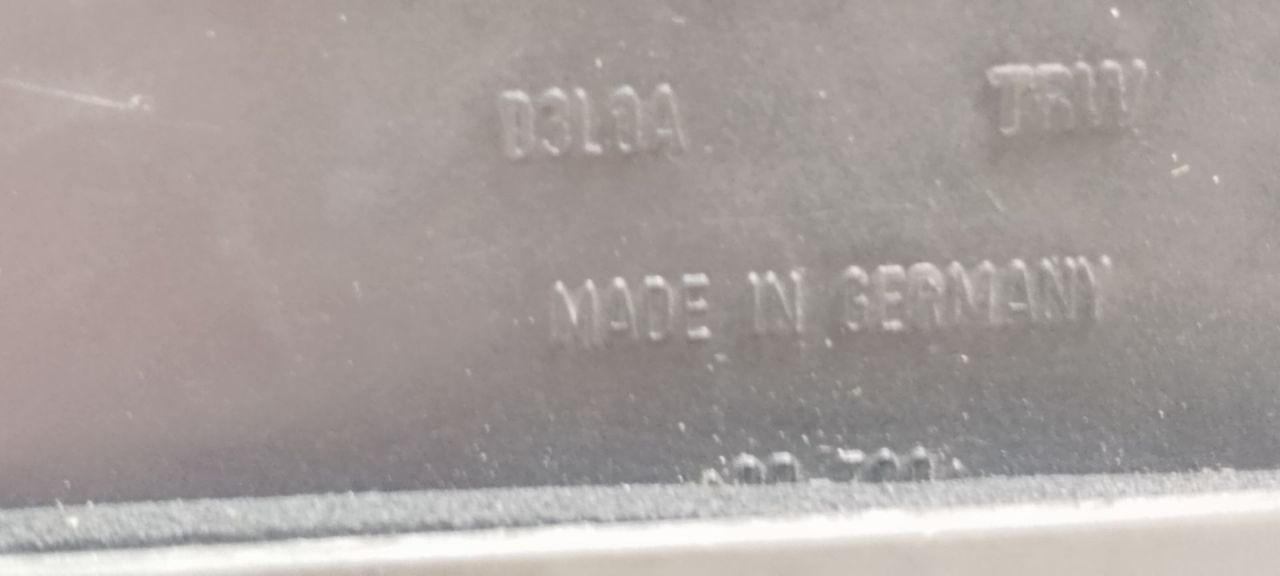 D3L0A TRW
MADE IN GERMANY